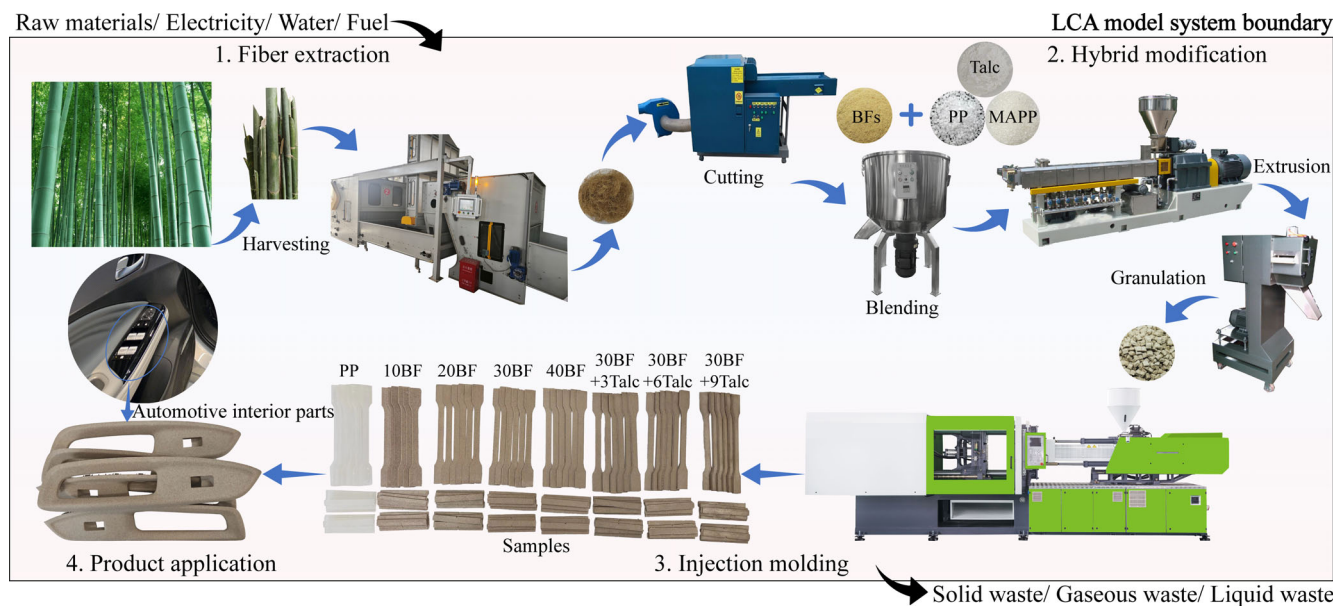 Raw materials/ Electricity/ Water/ Fuel
LCA model system boundary
1. Fiber extraction
2. Hybrid modification
Talc
BFs
+
PP
MAPP
Harvesting
Cutting
Blending
Extrusion
Granulation
PP
10BF
20BF
30BF
40BF
30BF
+3Talc
30BF
+6Talc
30BF
+9Talc
Automotive interior parts
Samples
4. Product application
3. Injection molding
Solid waste/ Gaseous waste/ Liquid waste